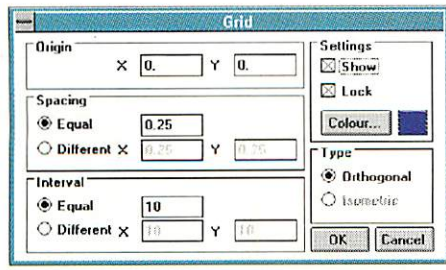 Grid
Origin
X 0. Y 0.
Spacing
Equal 0.25
Different X 0.25 Y 0.25
Interval
Equal 10
Different X 10 Y 10
Settings
Show
Lock
Colour...
Type
Orthogonal
Isometric
OK Cancel